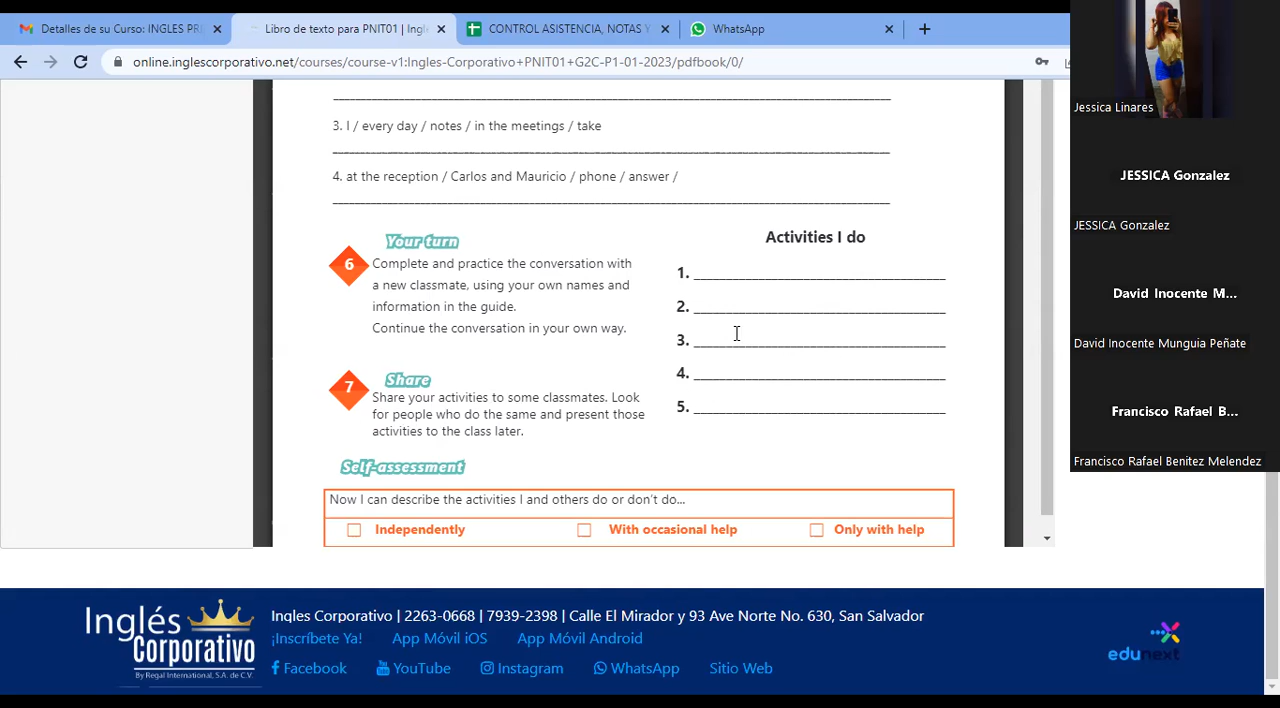 Detalles de su Curso: INGLES PRI
Libro de texto para PNIT01 | Ingl
CONTROL ASISTENCIA, NOTAS Y
WhatsApp
online.inglescorporativo.net/courses/course-v1:Ingles-Corporativo+PNIT01+G2C-P1-01-2023/pdfbook/0/
3. I / every day / notes / in the meetings / take
4. at the reception / Carlos and Mauricio / phone / answer /
6
Your turn
Complete and practice the conversation with
a new classmate, using your own names and
information in the guide.
Continue the conversation in your own way.
7
Share
Share your activities to some classmates. Look
for people who do the same and present those
activities to the class later.
Activities I do
1.
2.
3.
4.
5.
Self-assessment
Now I can describe the activities I and others do or don't do...
Independently
With occasional help
Only with help
Jessica Linares
JESSICA Gonzalez
JESSICA Gonzalez
David Inocente M...
David Inocente Munguia Peñate
Francisco Rafael B...
Francisco Rafael Benitez Melendez
Inglés
Corporativo
By Regal International, S.A. de C.V.
Ingles Corporativo | 2263-0668 | 7939-2398 | Calle El Mirador y 93 Ave Norte No. 630, San Salvador
¡Inscríbete Ya! App Móvil iOS App Móvil Android
Facebook YouTube Instagram WhatsApp Sitio Web
edunext